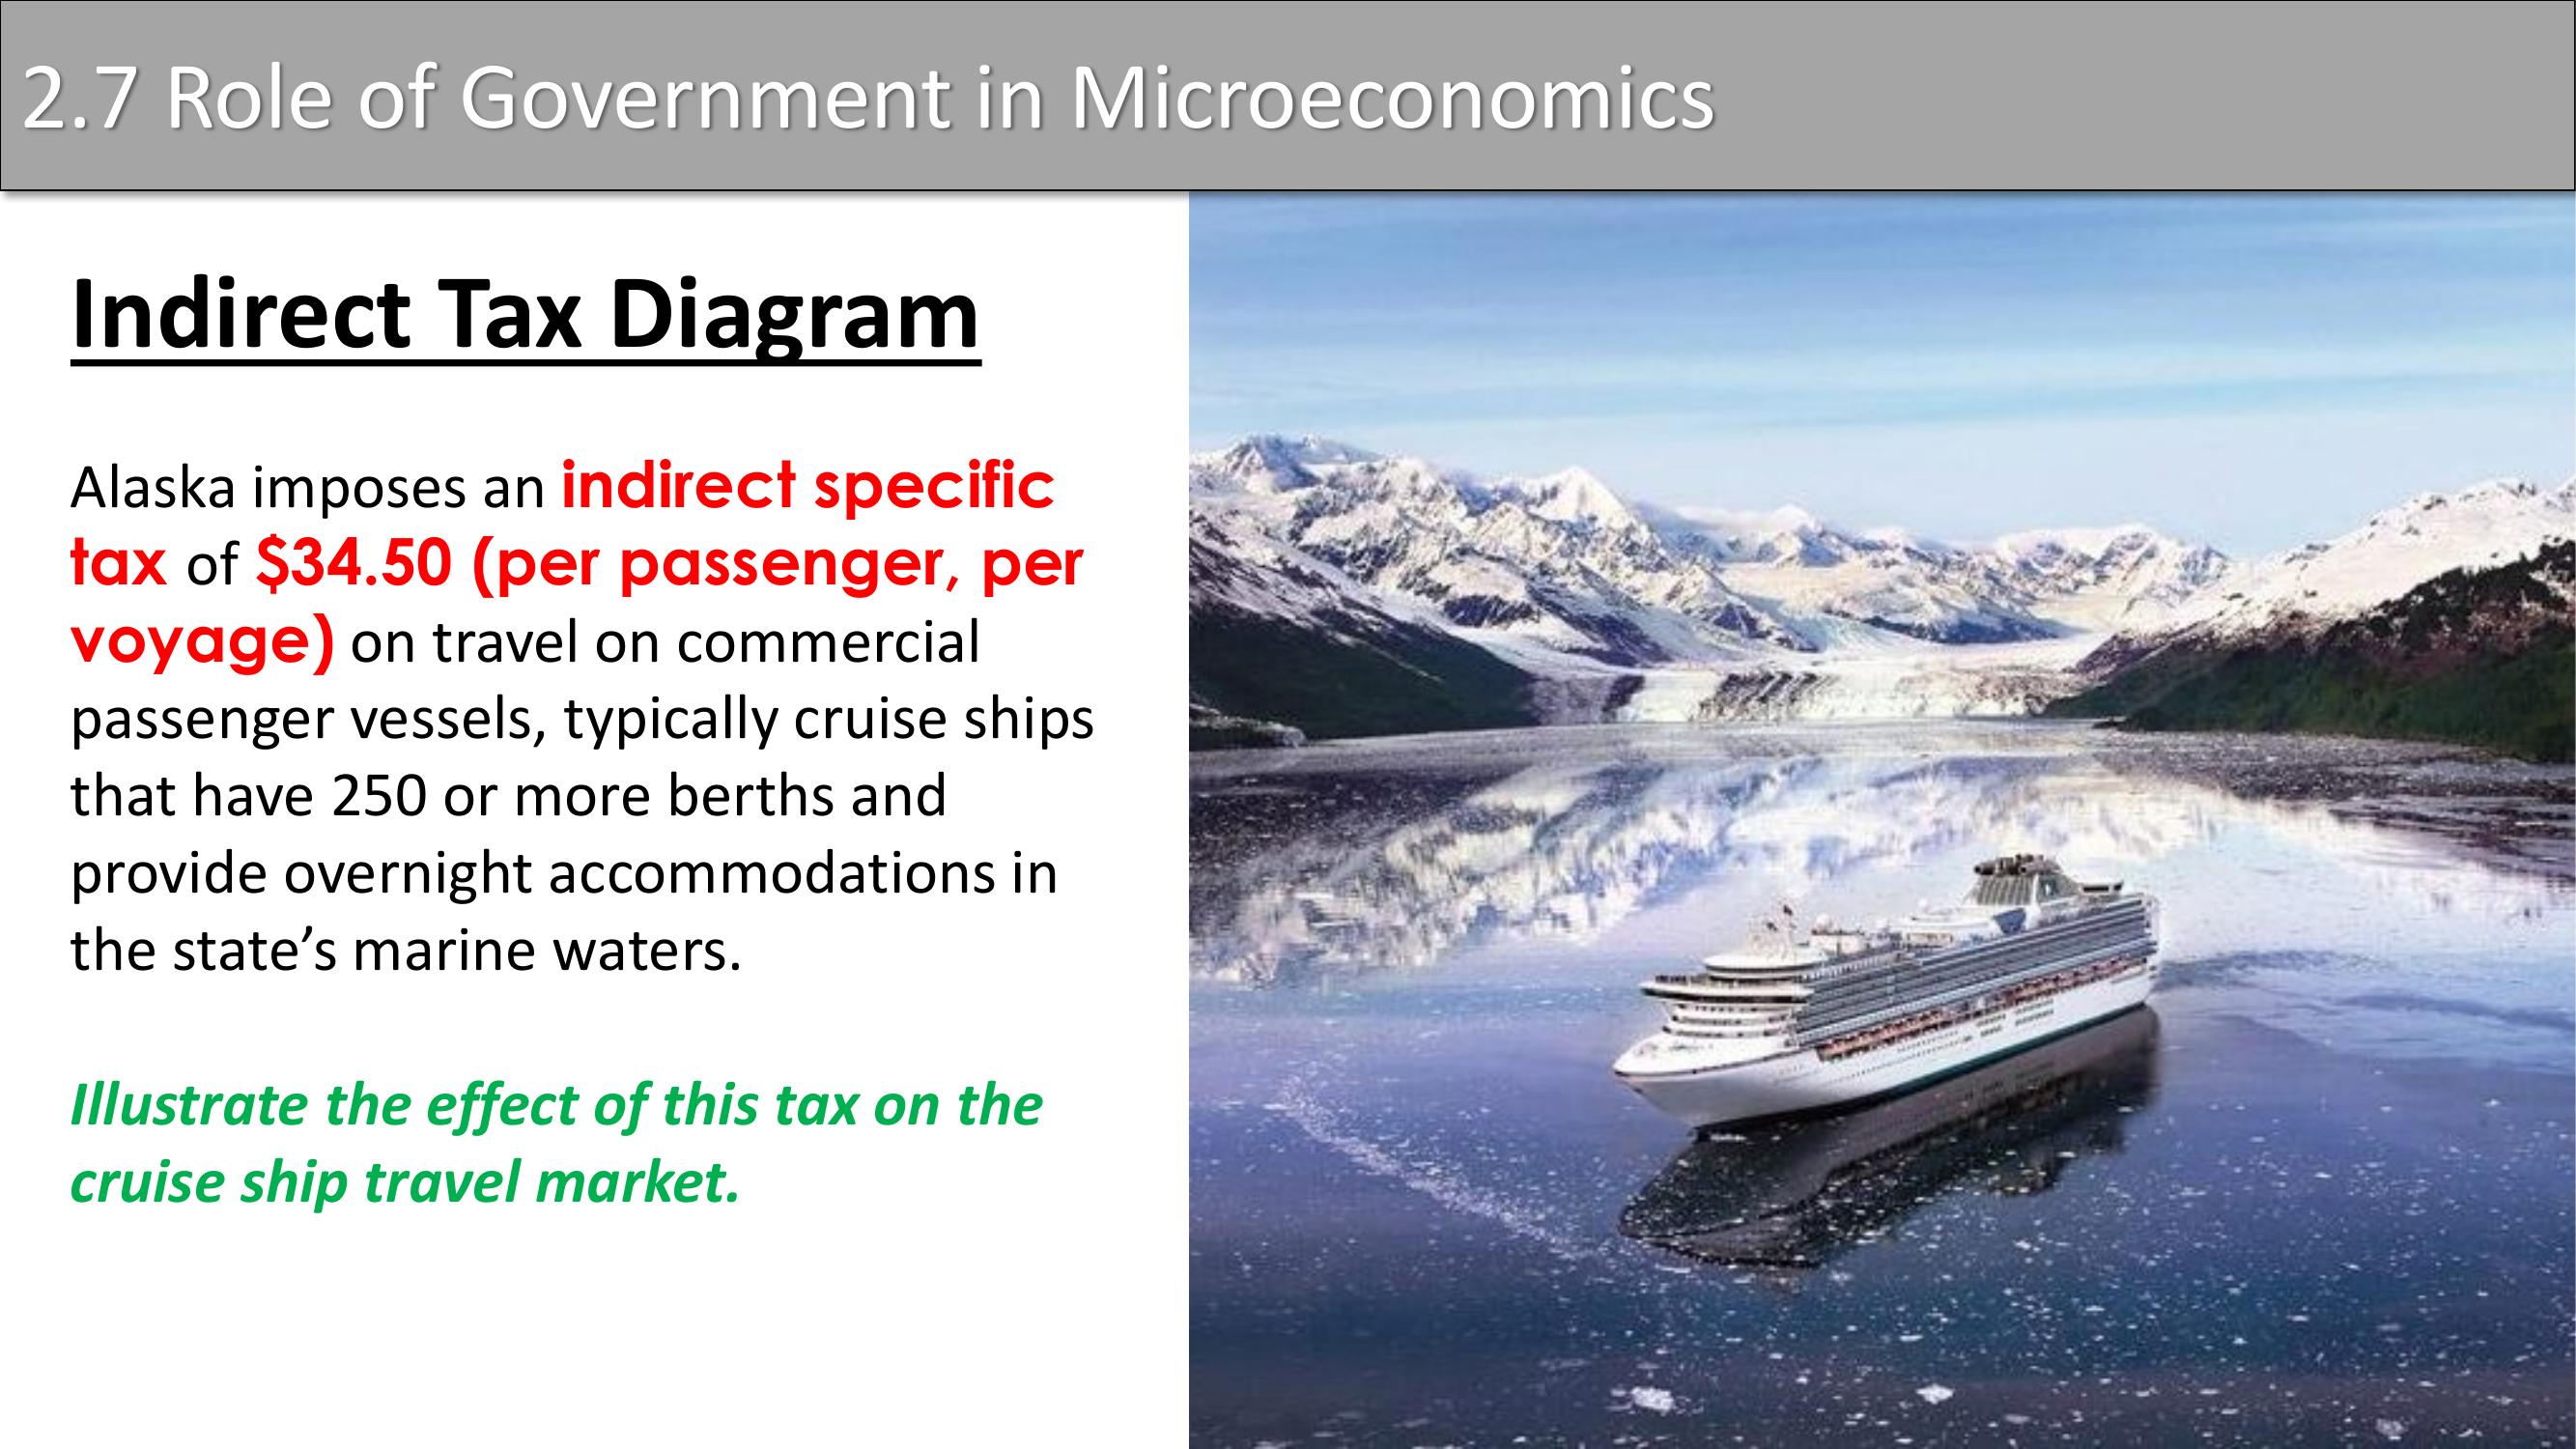 2.7 Role of Government in Microeconomics
Indirect Tax Diagram
Alaska imposes an indirect specific
tax of $34.50 (per passenger, per
voyage) on travel on commercial
passenger vessels, typically cruise ships
that have 250 or more berths and
provide overnight accommodations in
the state’s marine waters.
Illustrate the effect of this tax on the
cruise ship travel market.